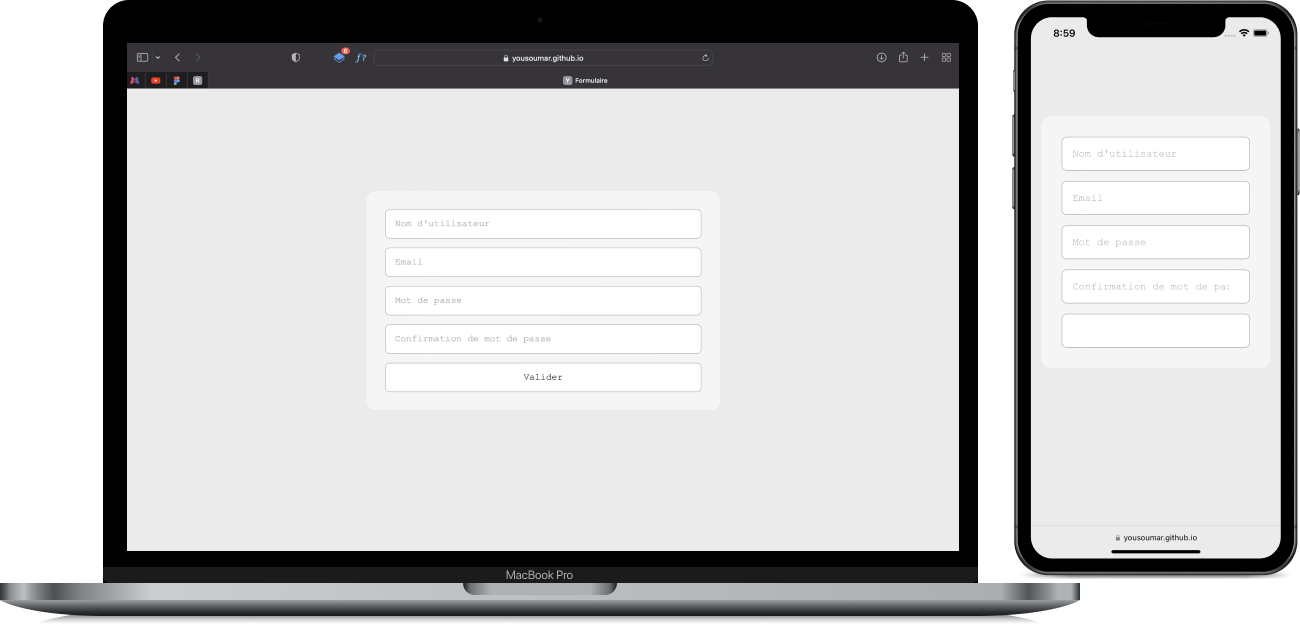 6
f?
yousoumar.github.io
R
Y Formulaire
Nom d'utilisateur
Email
Mot de passe
Confirmation de mot de passe
Valider
MacBook Pro
8:59
Nom d'utilisateur
Email
Mot de passe
Confirmation de mot de pa
yousoumar.github.io